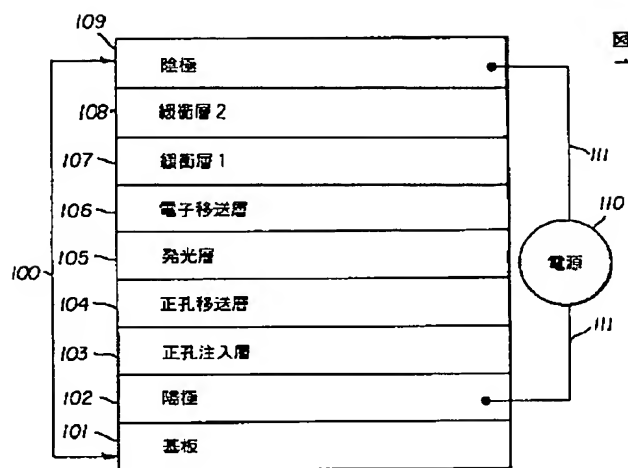 109
陰極
108
緩衝層2
107
緩衝層1
106
電子移送層
105
発光層
104
正孔移送層
103
正孔注入層
102
陽極
101
基板
100
111
110
電源
111
図